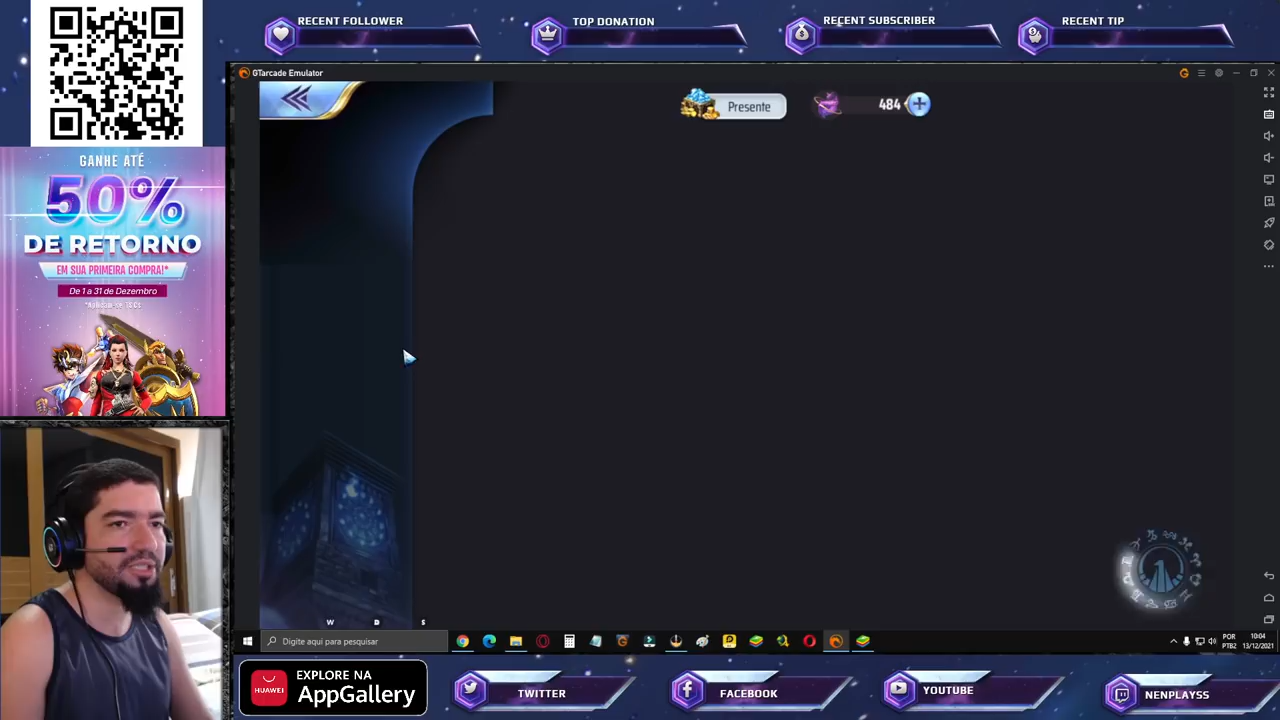 RECENT FOLLOWER
TOP DONATION
RECENT SUBSCRIBER
RECENT TIP
GTarcade Emulator
Presente
484
GANHE ATÉ
50%
DE RETORNO
EM SUA PRIMEIRA COMPRA!*
De 1 a 31 de Dezembro
W
D
S
Digite aqui para pesquisar
POR
PTB2
10:04
13/12/2021
HUAWEI
EXPLORE NA
AppGallery
TWITTER
FACEBOOK
YOUTUBE
NENPLAYSS